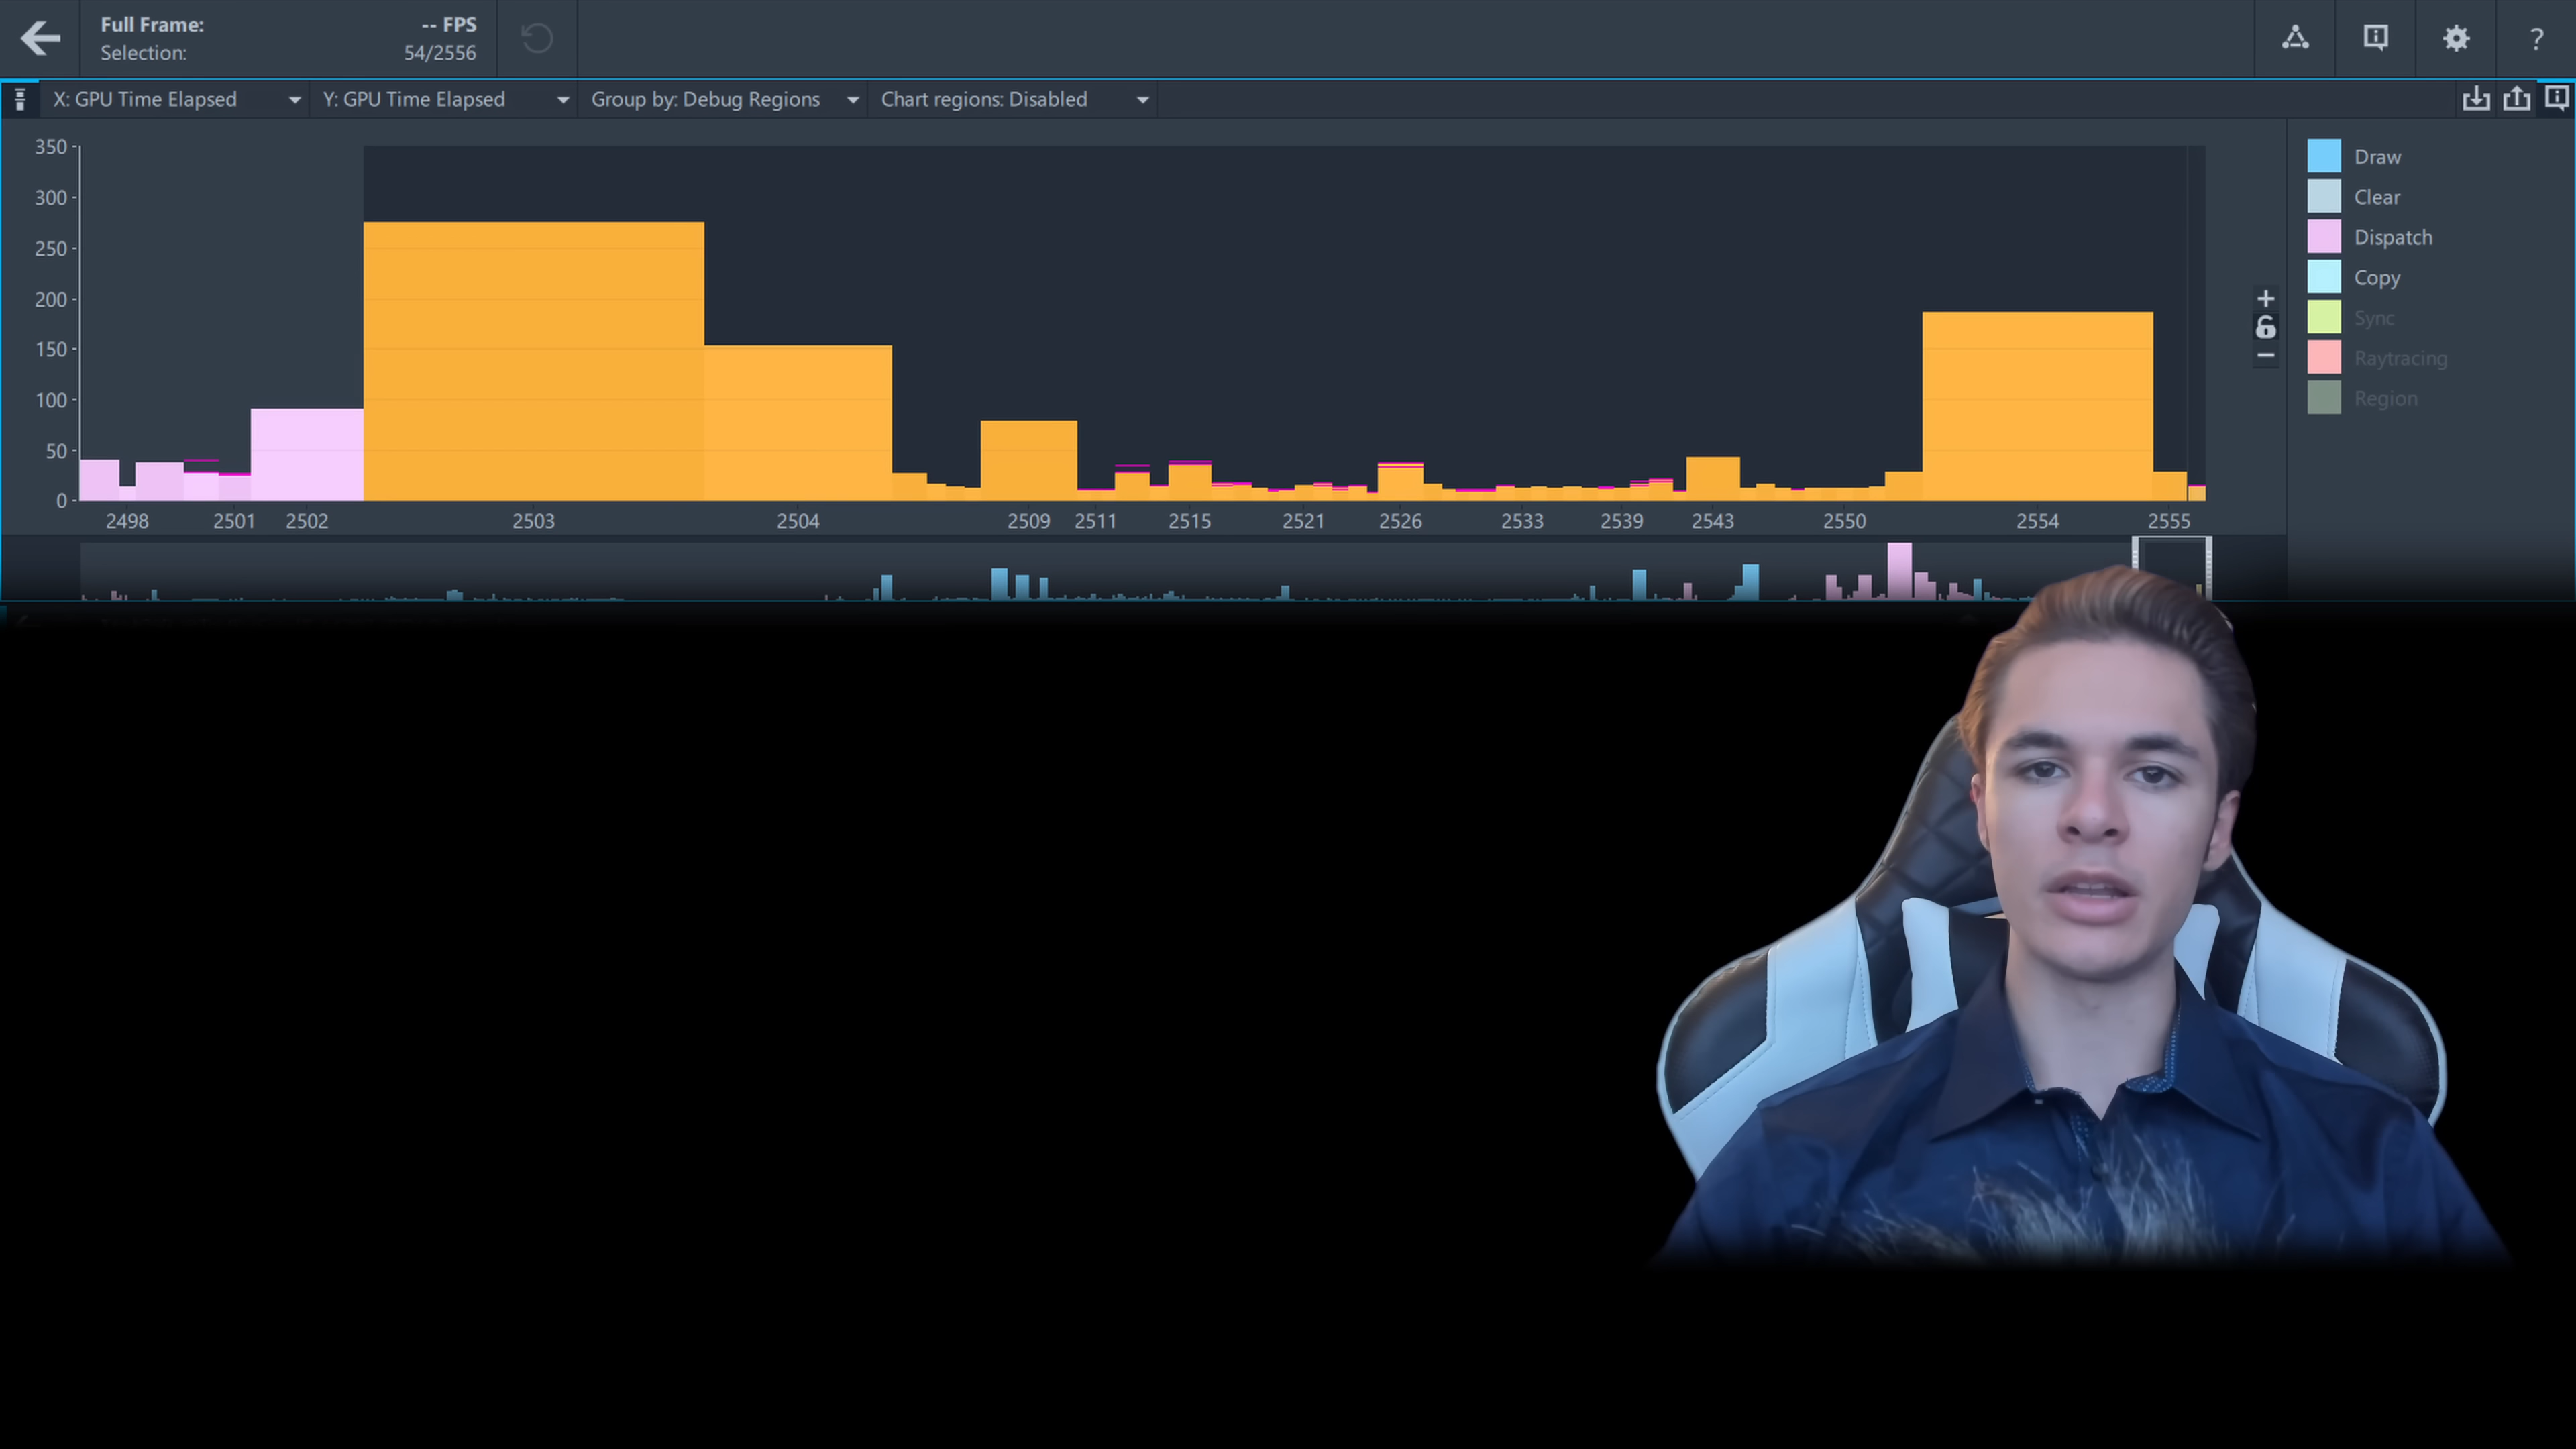 Full Frame: -- FPS
Selection: 54/2556
?
X: GPU Time Elapsed
Y: GPU Time Elapsed
Group by: Debug Regions
Chart regions: Disabled
350
300
250
200
150
100
50
0
2498 2501 2502 2503 2504 2509 2511 2515 2521 2526 2533 2539 2543 2550 2554 2555
Draw
Clear
Dispatch
Copy
Sync
Raytracing
Region